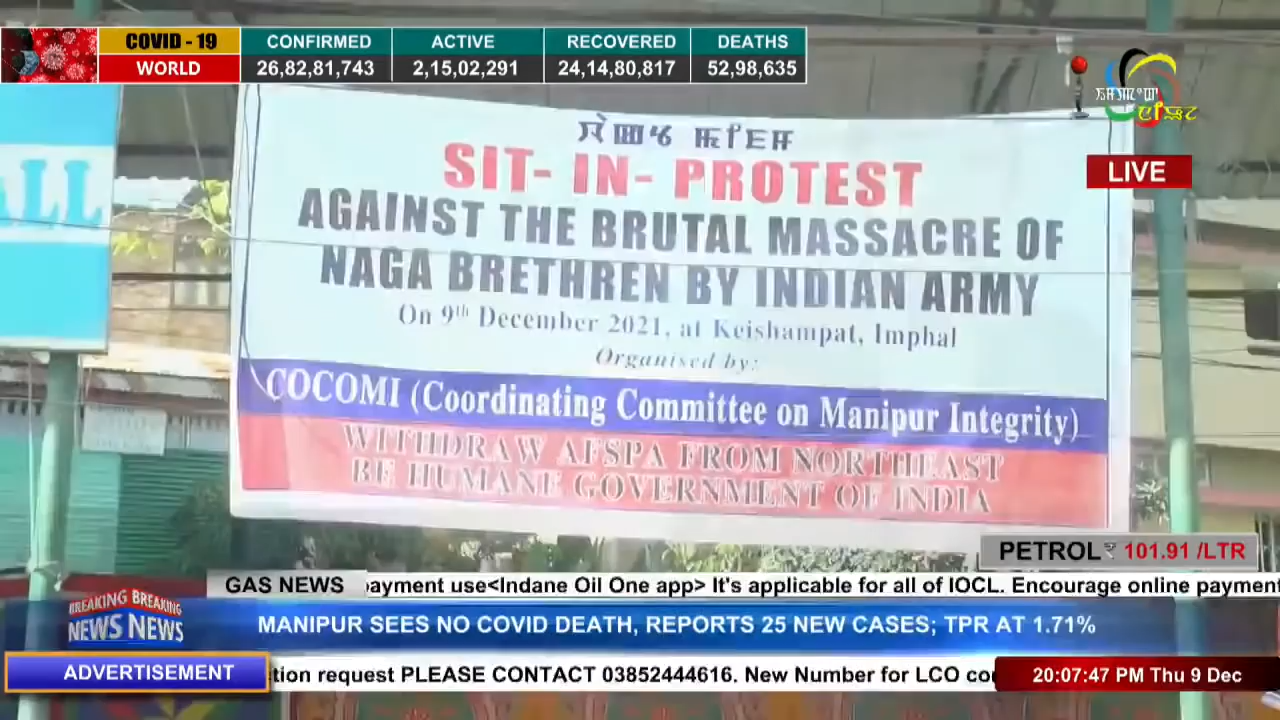 COVID - 19
WORLD
CONFIRMED
26,82,81,743
ACTIVE
2,15,02,291
RECOVERED
24,14,80,817
DEATHS
52,98,635
LIVE
ALL
SIT- IN- PROTEST
AGAINST THE BRUTAL MASSACRE OF
NAGA BRETHREN BY INDIAN ARMY
On 9th December 2021, at Keishampat, Imphal
Organised by:
COCOMI (Coordinating Committee on Manipur Integrity)
WITHDRAW AFSPA FROM NORTHEAST
BE HUMANE GOVERNMENT OF INDIA
PETROL₹ 101.91 /LTR
GAS NEWS
payment use<Indane Oil One app> It's applicable for all of IOCL. Encourage online payment
BREAKING BREAKING
NEWS NEWS
MANIPUR SEES NO COVID DEATH, REPORTS 25 NEW CASES; TPR AT 1.71%
ADVERTISEMENT
tion request PLEASE CONTACT 03852444616. New Number for LCO co
20:07:47 PM Thu 9 Dec